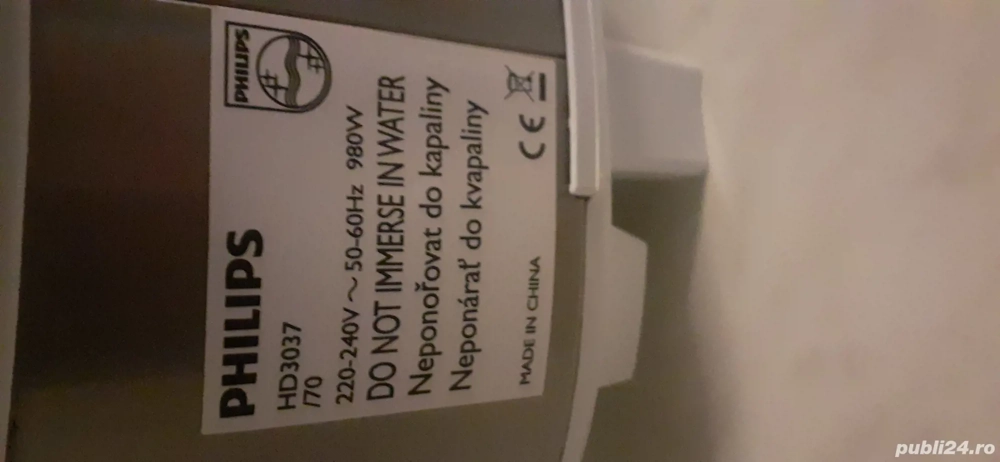 PHILIPS
PHILIPS
HD3037
/70
220-240V ~ 50-60Hz 980W
DO NOT IMMERSE IN WATER
Neponořovat do kapaliny
Neponárať do kvapaliny
MADE IN CHINA
CE
publi24.ro